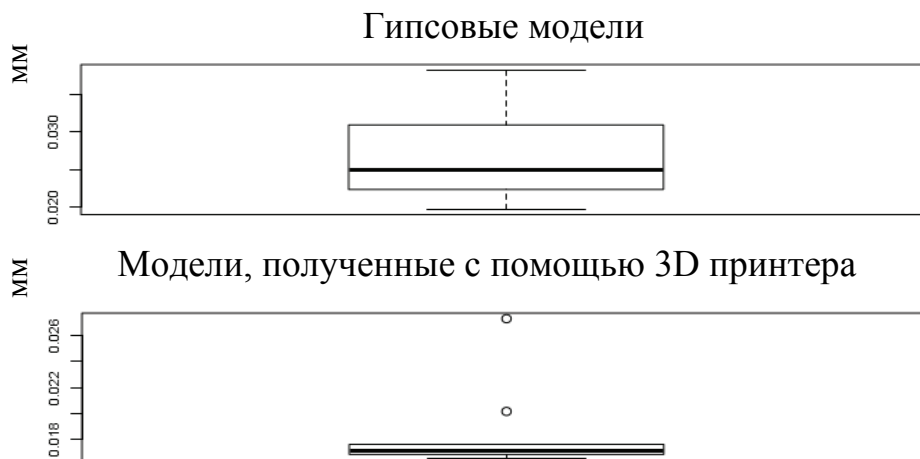 Гипсовые модели
мм
0.030
0.020
Модели, полученные с помощью 3D принтера
мм
0.026
0.022
0.018